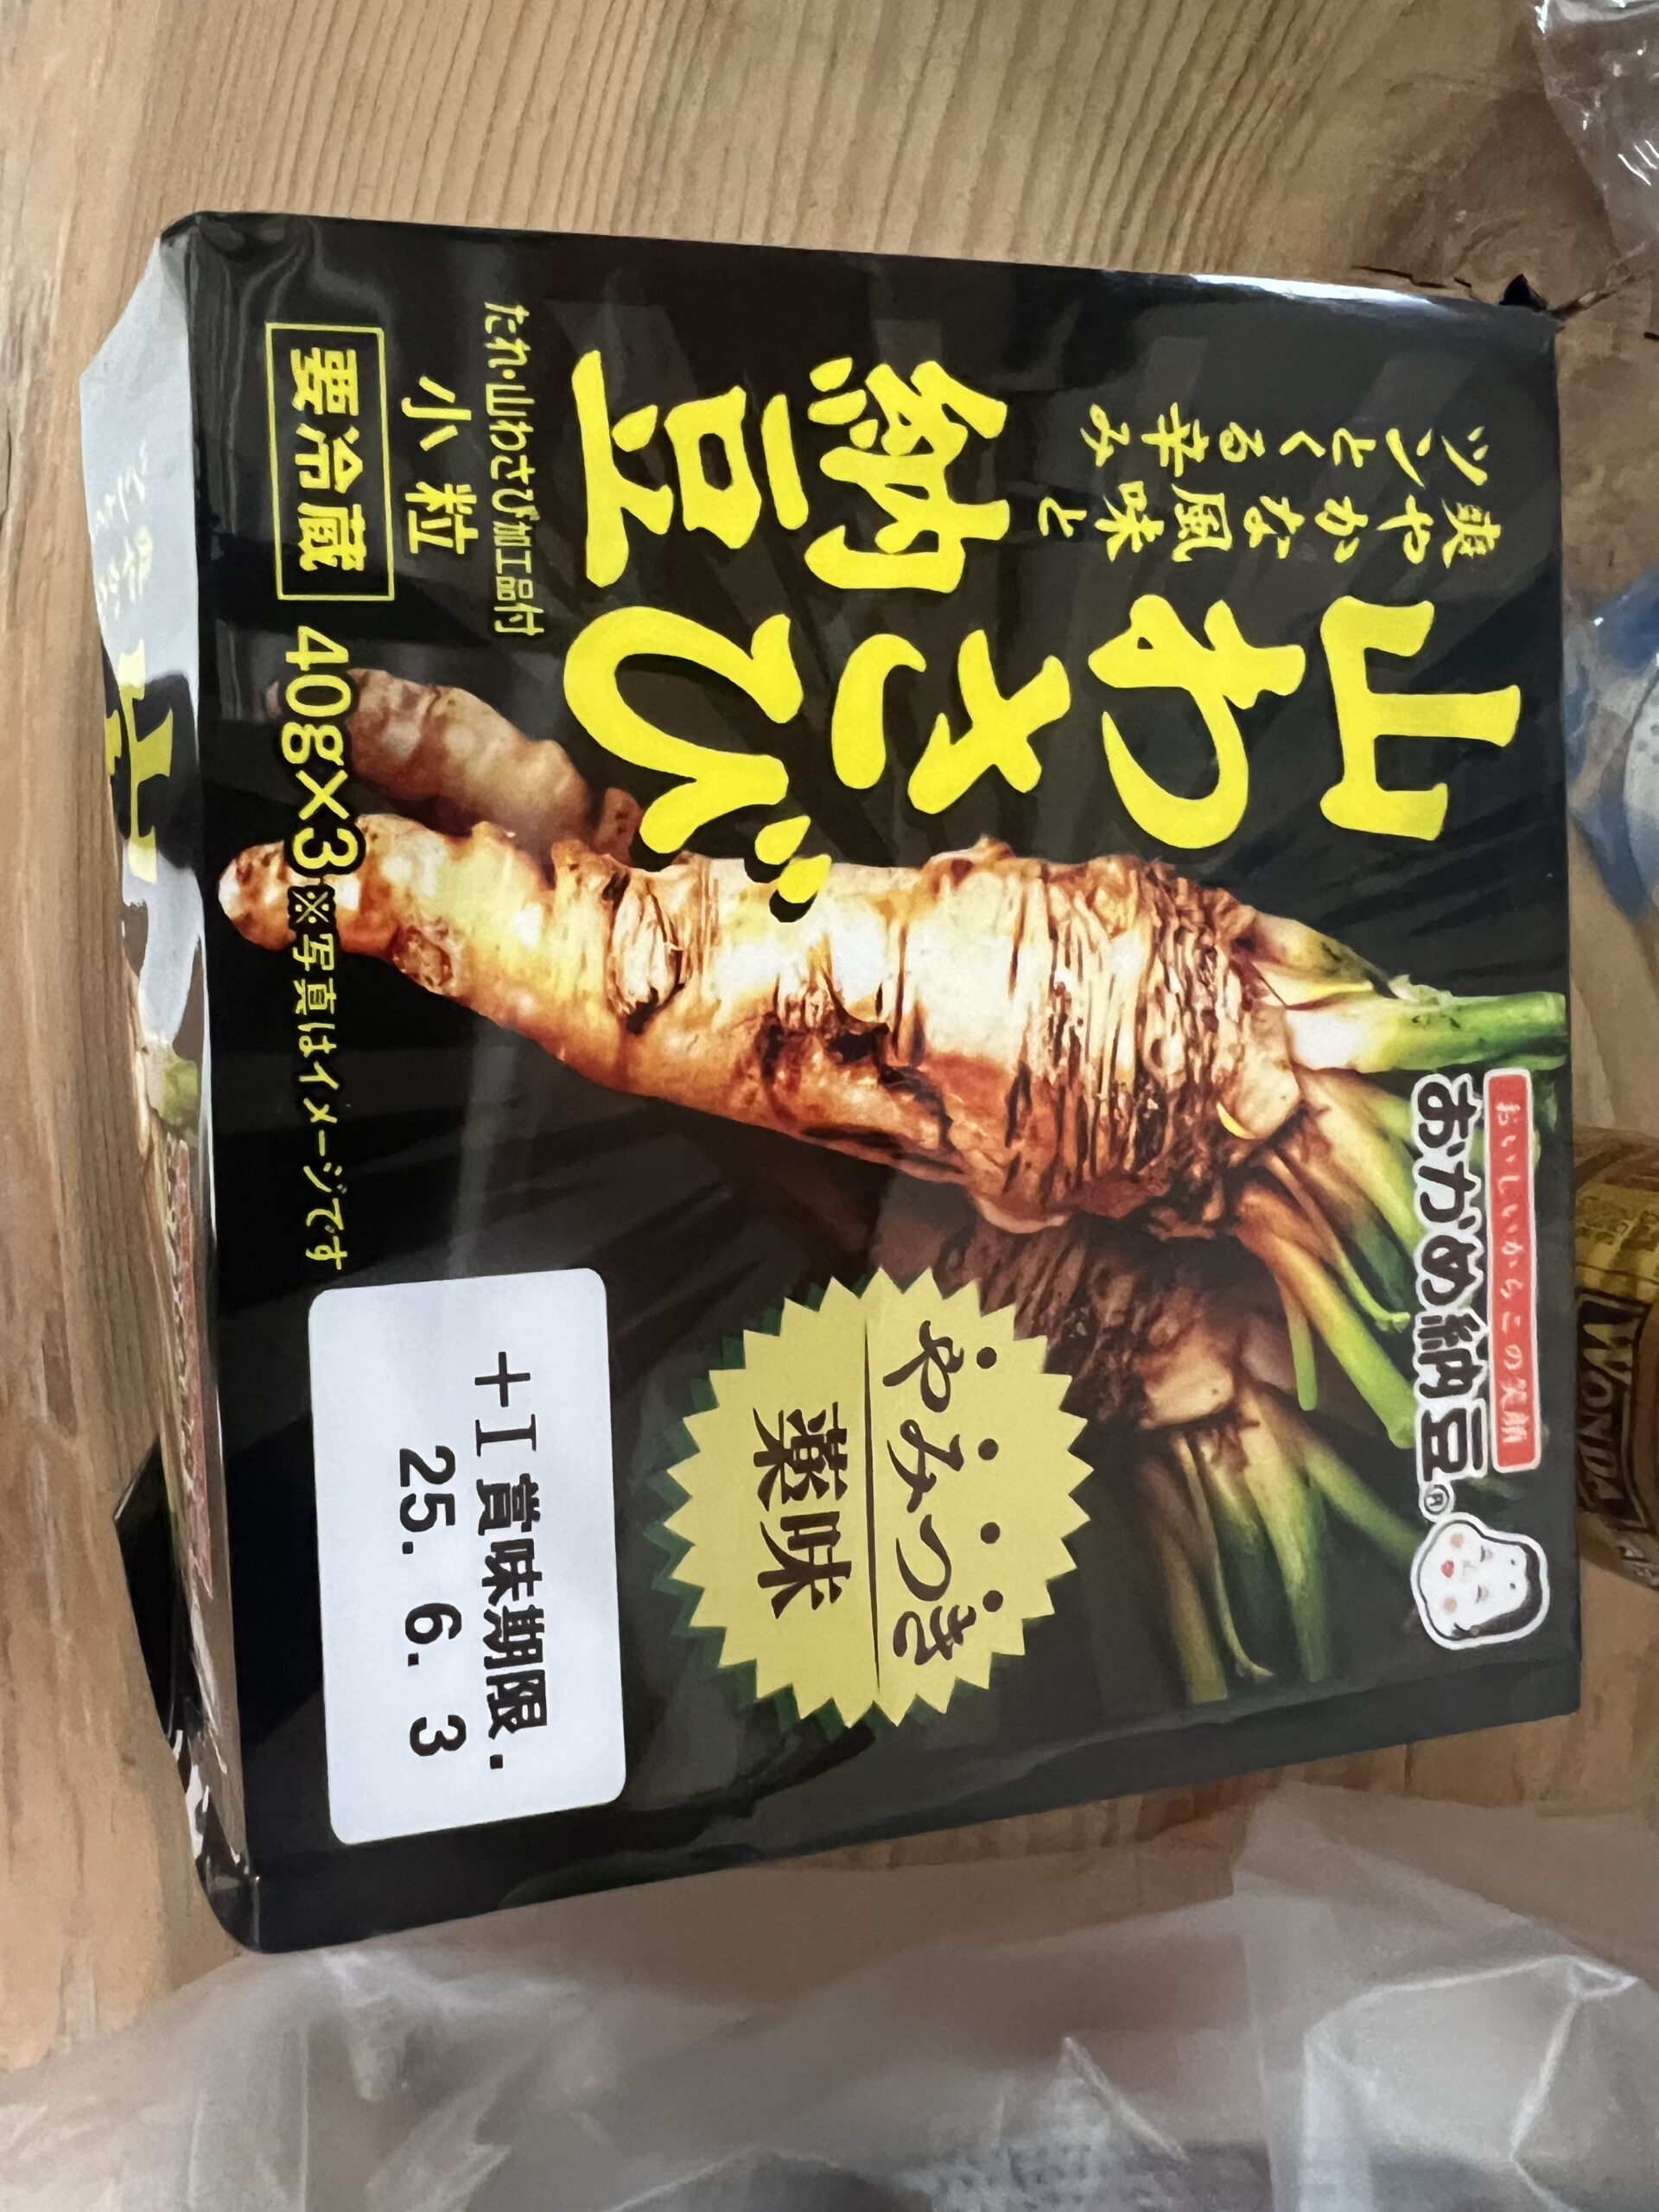 おいしいからこの笑顔
おかめ納豆®
爽やかな風味と
ツンとくる辛み
山わさび
納豆
やみつき
薬味
たれ・山わさび加工品付
小粒
要冷蔵
40g×3
※写真はイメージです
+I 賞味期限.
25. 6. 3
山
WONDA